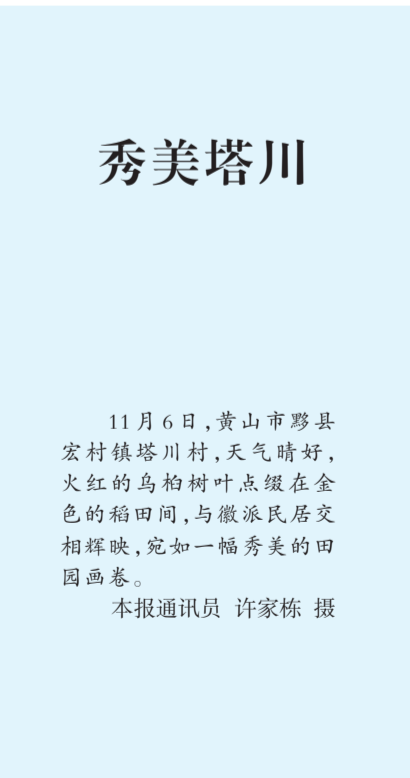 秀美塔川
11月6日,黄山市黟县
宏村镇塔川村,天气晴好,
火红的乌桕树叶点缀在金
色的稻田间,与徽派民居交
相辉映,宛如一幅秀美的田
园画卷。
本报通讯员 许家栋 摄